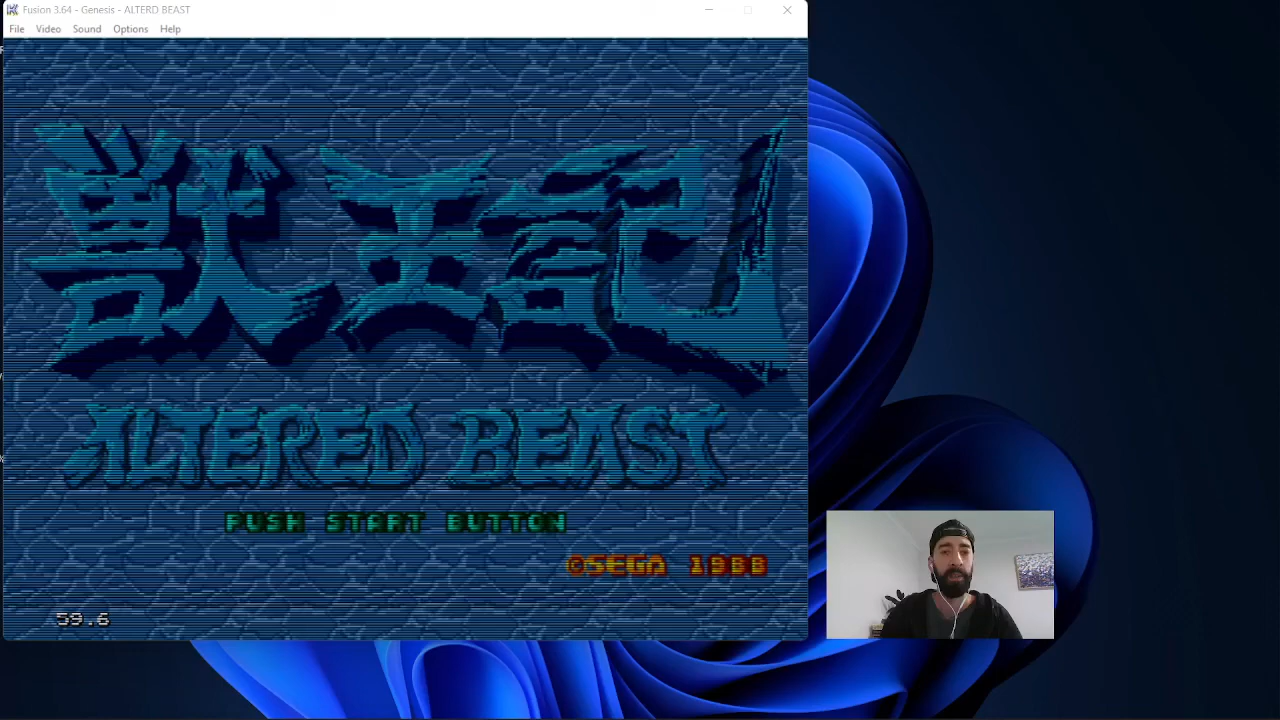 Fusion 3.64 - Genesis - ALTERD BEAST
File Video Sound Options Help
獣王記
ALTERED BEAST
PUSH START BUTTON
©SEGA 1988
59.6